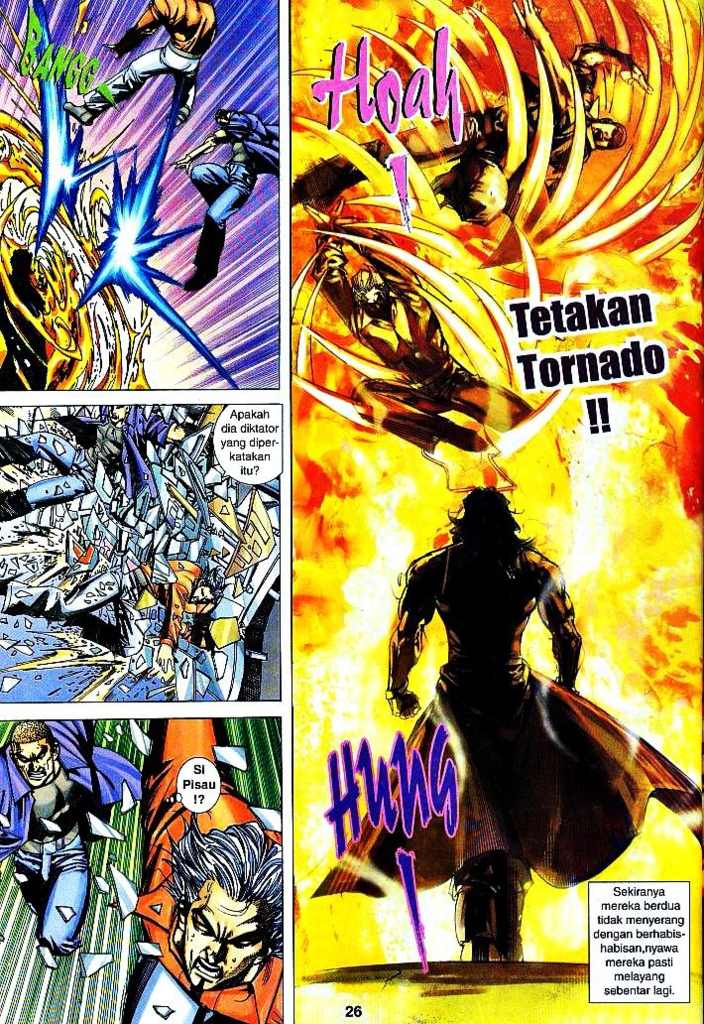 BANGG!
Apakah
dia diktator
yang diper-
katakan
itu?
SI
Pisau
!?
Hoah
!
Tetakan
Tornado
!!
HUUUG
!
Sekiranya
mereka berdua
tidak menyerang
dengan berhabis-
habisan,nyawa
mereka pasti
melayang
sebentar lagi.
26